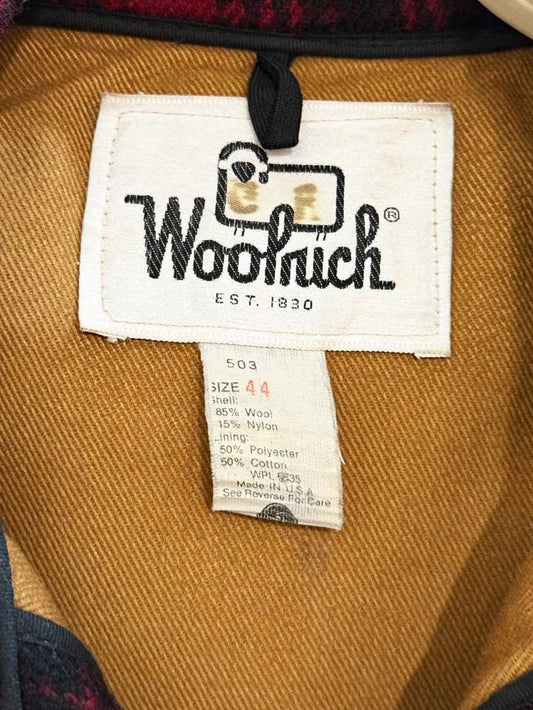 C R
Woolrich®
EST. 1830
503
SIZE 44
Shell:
85% Wool
15% Nylon
Lining:
50% Polyester
50% Cotton
WPL 5635
Made IN U.S.A
See Reverse For Care